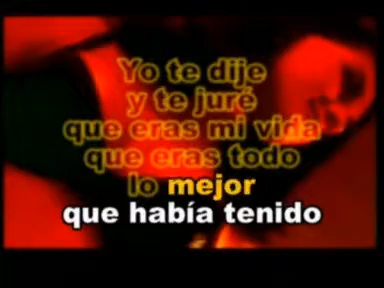 Yo te dije
y te juré
que eras mi vida
que eras todo
lo mejor
que había tenido